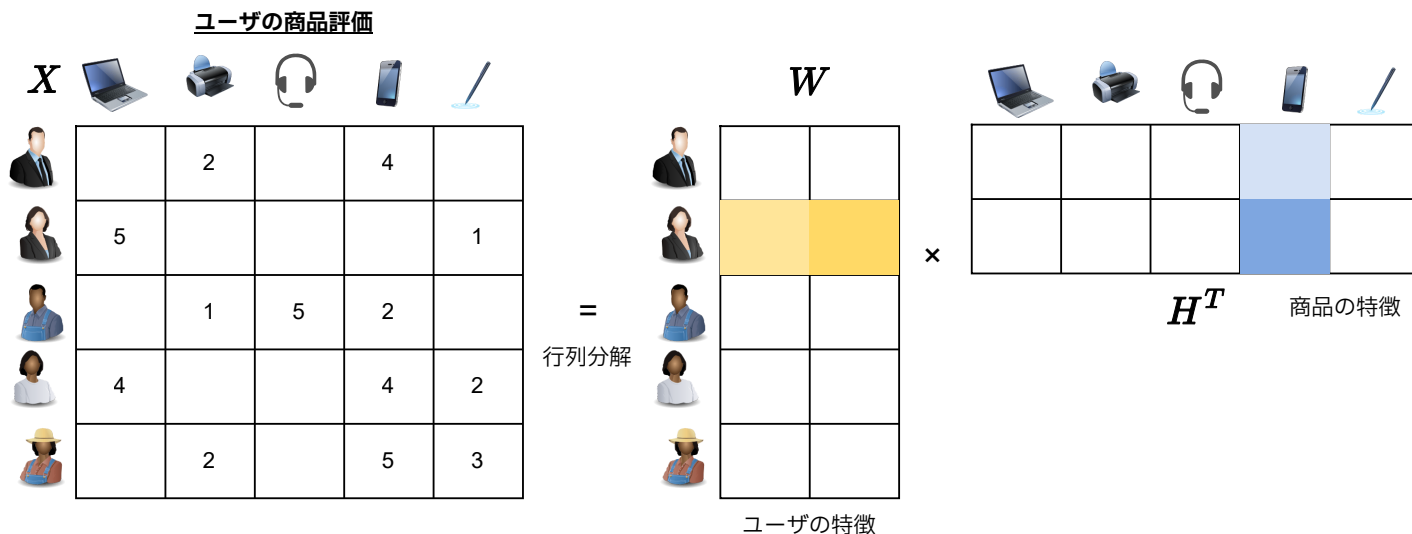 ユーザの商品評価
X
W
2 4
5 1
1 5 2
=
×
行列分解
4 4 2
2 5 3
H^T
商品の特徴
ユーザの特徴